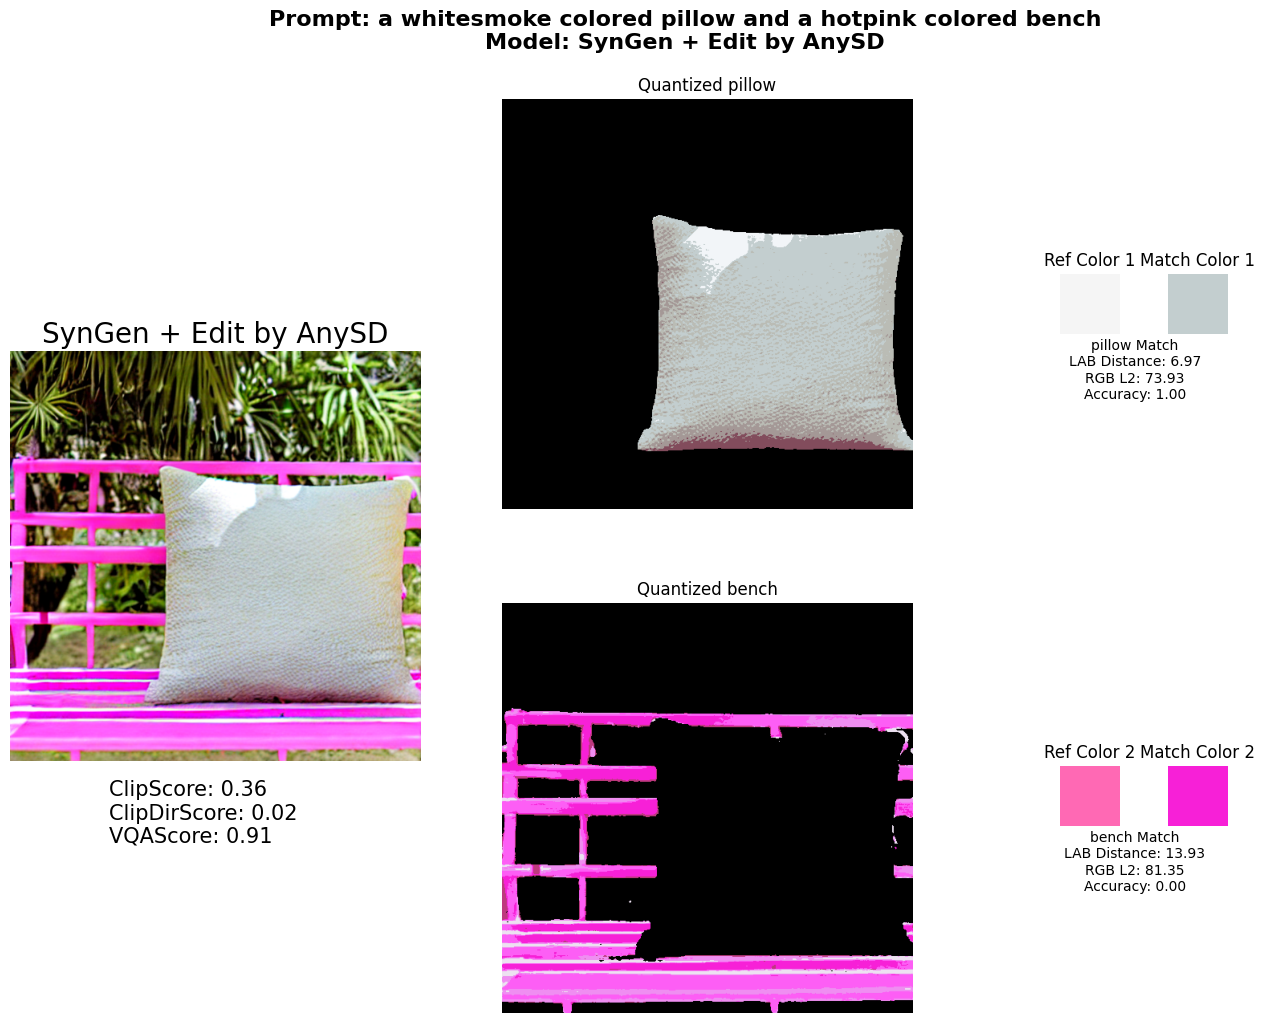 Prompt: a whitesmoke colored pillow and a hotpink colored bench
Model: SynGen + Edit by AnySD
SynGen + Edit by AnySD
ClipScore: 0.36
ClipDirScore: 0.02
VQAScore: 0.91
Quantized pillow
Ref Color 1 Match Color 1
pillow Match
LAB Distance: 6.97
RGB L2: 73.93
Accuracy: 1.00
Quantized bench
Ref Color 2 Match Color 2
bench Match
LAB Distance: 13.93
RGB L2: 81.35
Accuracy: 0.00